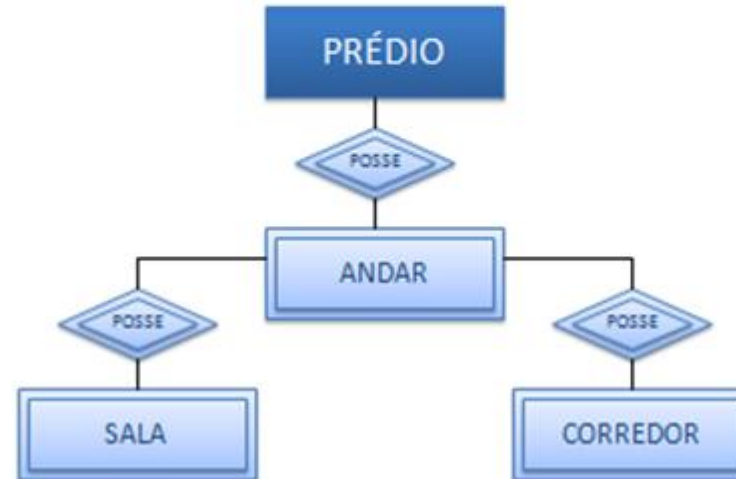 PRÉDIO
POSSE
ANDAR
POSSE
POSSE
SALA
CORREDOR